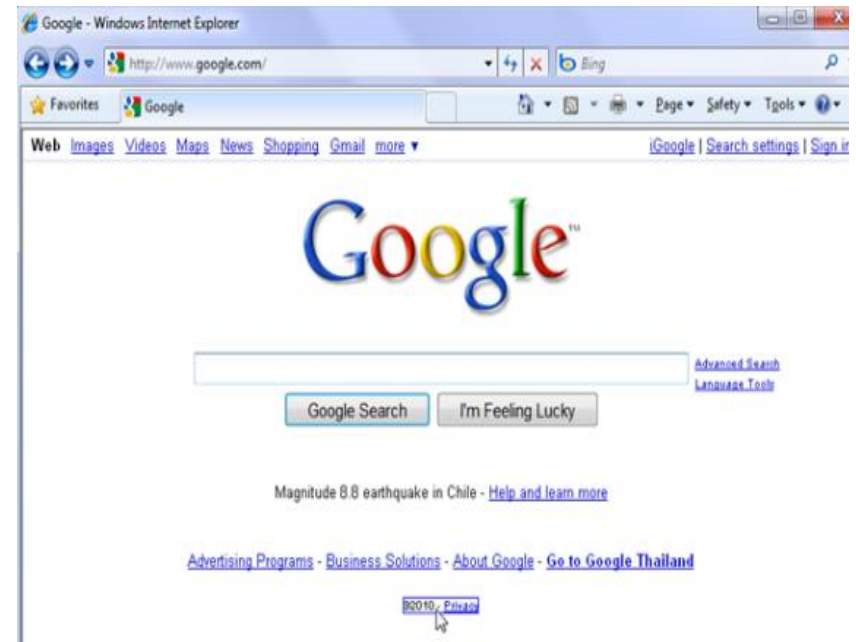 Google - Windows Internet Explorer
http://www.google.com/
Bing
Favorites
Google
Page
Safety
Tools
Web Images Videos Maps News Shopping Gmail more ▼
iGoogle | Search settings | Sign in
Google™
Advanced Search
Language Tools
Google Search
I'm Feeling Lucky
Magnitude 8.8 earthquake in Chile - Help and learn more
Advertising Programs - Business Solutions - About Google - Go to Google Thailand
2010 - Privacy